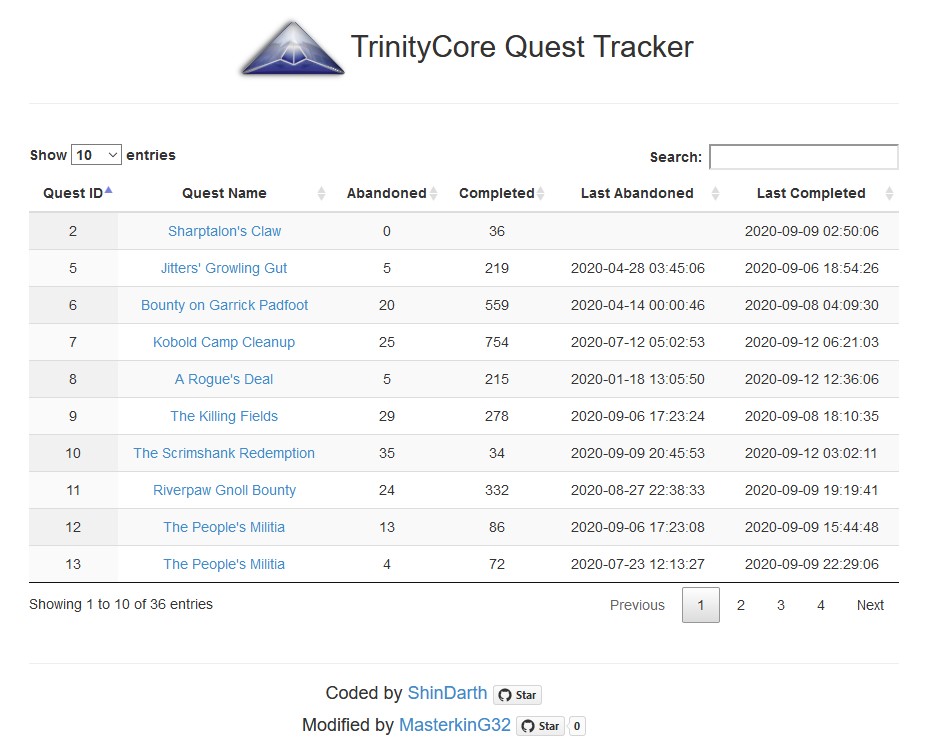 TrinityCore Quest Tracker
Show 10 entries Search:
Quest ID Quest Name Abandoned Completed Last Abandoned Last Completed
2 Sharptalon's Claw 0 36 2020-09-09 02:50:06
5 Jitters' Growling Gut 5 219 2020-04-28 03:45:06 2020-09-06 18:54:26
6 Bounty on Garrick Padfoot 20 559 2020-04-14 00:00:46 2020-09-08 04:09:30
7 Kobold Camp Cleanup 25 754 2020-07-12 05:02:53 2020-09-12 06:21:03
8 A Rogue's Deal 5 215 2020-01-18 13:05:50 2020-09-12 12:36:06
9 The Killing Fields 29 278 2020-09-06 17:23:24 2020-09-08 18:10:35
10 The Scrimshank Redemption 35 34 2020-09-09 20:45:53 2020-09-12 03:02:11
11 Riverpaw Gnoll Bounty 24 332 2020-08-27 22:38:33 2020-09-09 19:19:41
12 The People's Militia 13 86 2020-09-06 17:23:08 2020-09-09 15:44:48
13 The People's Militia 4 72 2020-07-23 12:13:27 2020-09-09 22:29:06
Showing 1 to 10 of 36 entries Previous 1 2 3 4 Next
Coded by ShinDarth Star
Modified by MasterkinG32 Star 0